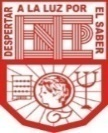 DESPERTAR
A LA LUZ POR
EL SABER
ENP